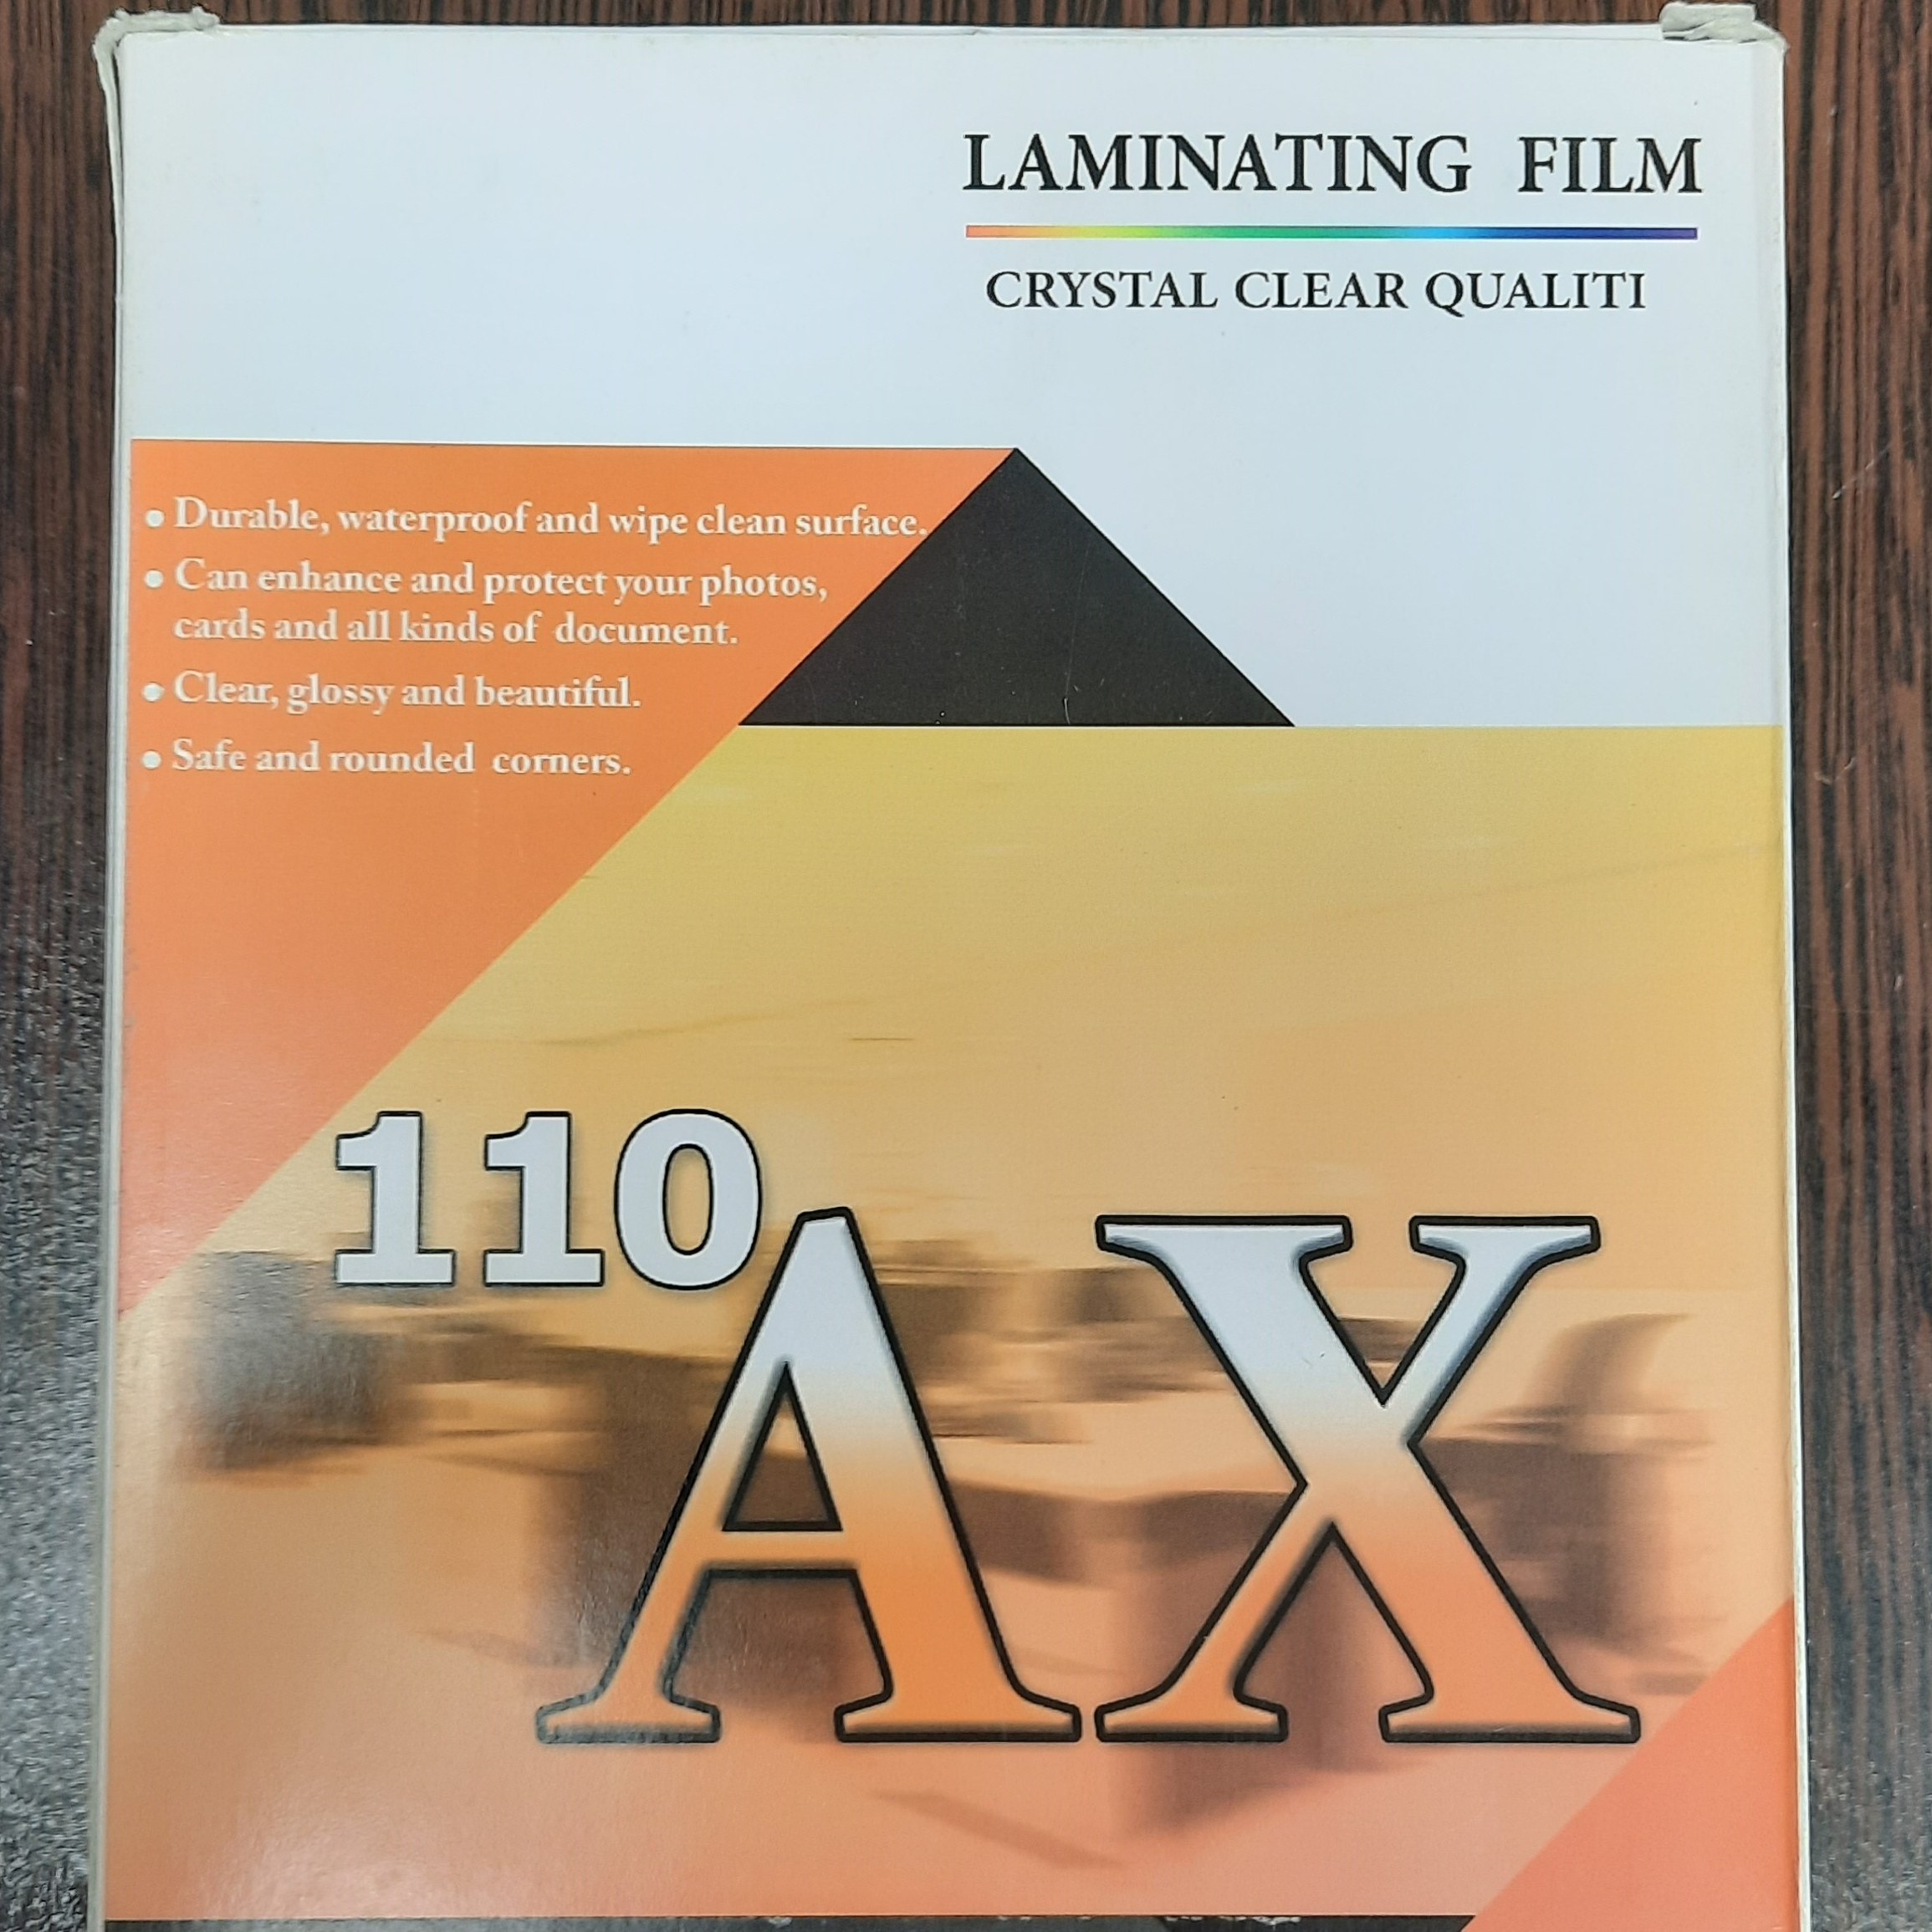 LAMINATING FILM
CRYSTAL CLEAR QUALITI
• Durable, waterproof and wipe clean surface.
• Can enhance and protect your photos,
cards and all kinds of document.
• Clear, glossy and beautiful.
• Safe and rounded corners.
110
AX